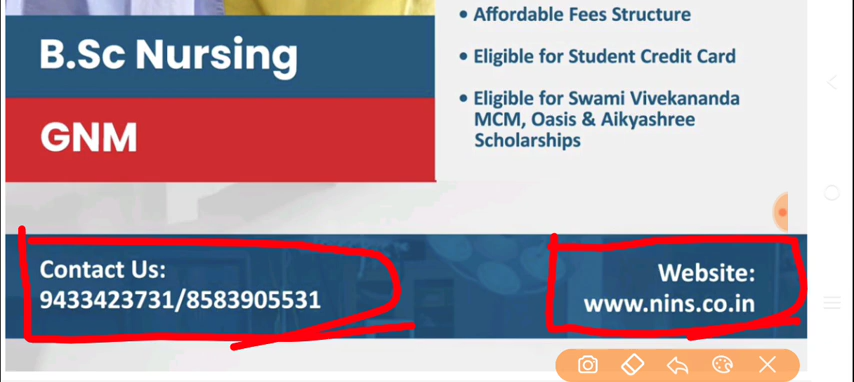 B.Sc Nursing
GNM
• Affordable Fees Structure
• Eligible for Student Credit Card
• Eligible for Swami Vivekananda
MCM, Oasis & Aikyashree
Scholarships
Contact Us:
9433423731/8583905531
Website:
www.nins.co.in